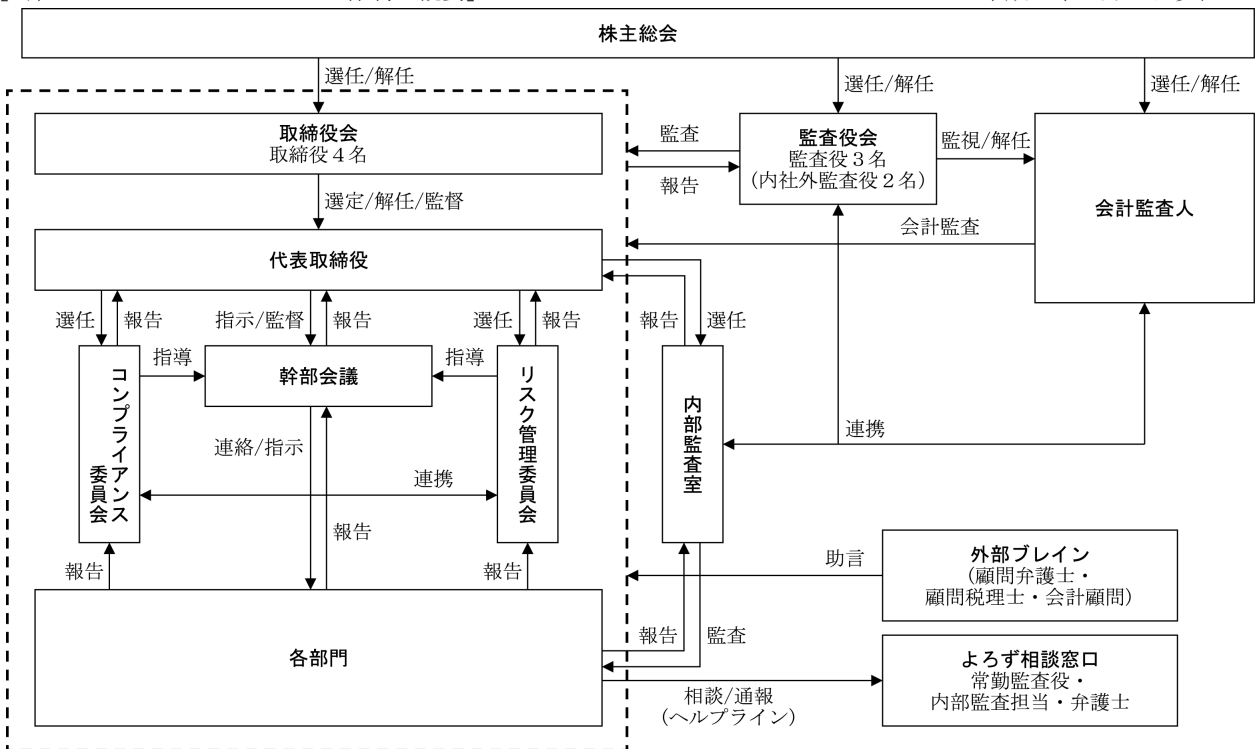 株主総会
選任/解任
選任/解任
選任/解任
取締役会
取締役４名
監査
報告
監査役会
監査役３名
(内社外監査役２名)
監視/解任
会計監査人
選定/解任/監督
会計監査
代表取締役
選任
報告
指示/監督
報告
選任
報告
報告
選任
指導
幹部会議
指導
コンプライアンス
委員会
リスク管理委員会
内部監査室
連絡/指示
連携
連携
報告
報告
報告
助言
外部ブレイン
(顧問弁護士・
顧問税理士・会計顧問)
各部門
報告
監査
よろず相談窓口
常勤監査役・
内部監査担当・弁護士
相談/通報
(ヘルプライン)